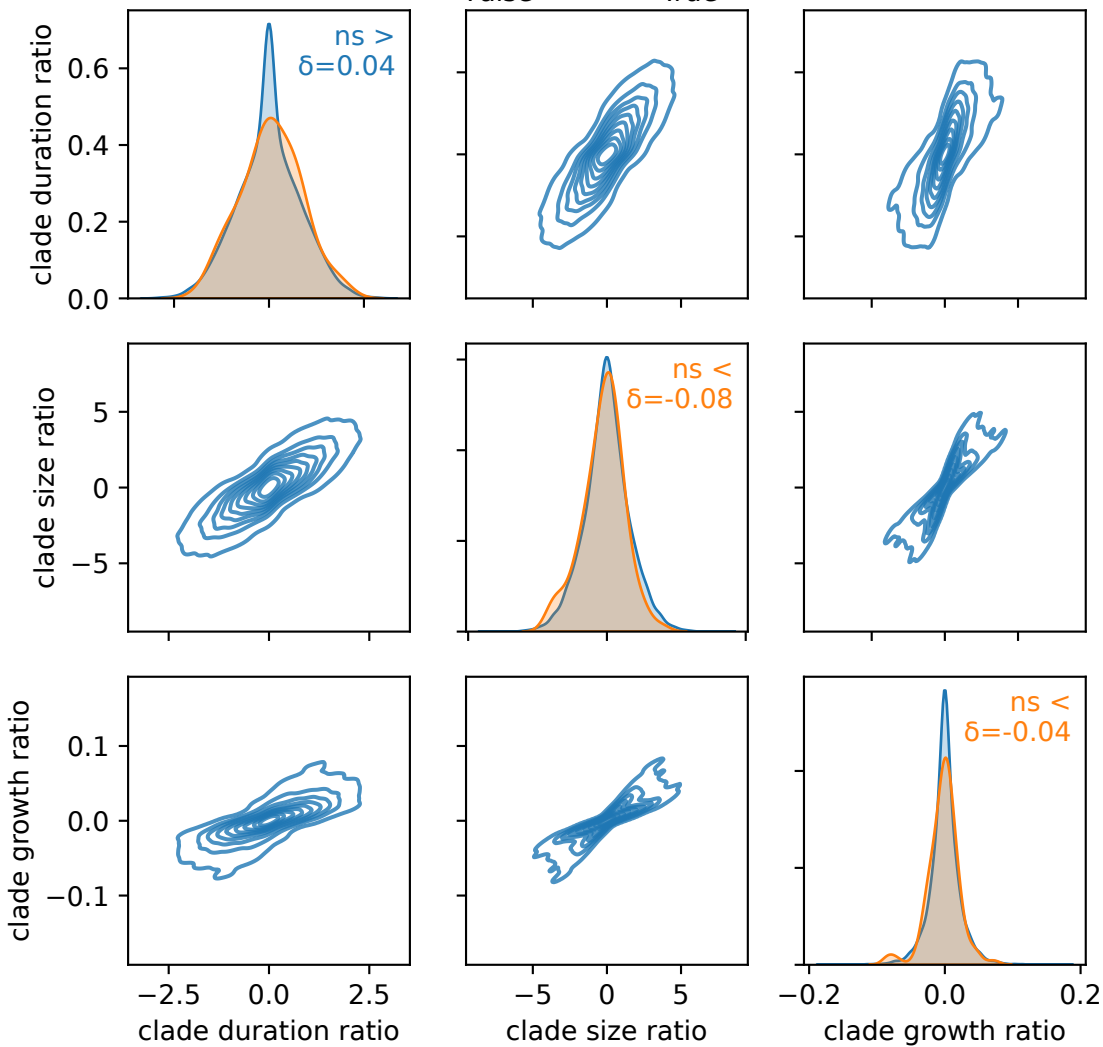 clade duration ratio
0.6
0.4
0.2
0.0
ns >
δ=0.04
clade size ratio
5
0
−5
ns <
δ=-0.08
clade growth ratio
0.1
0.0
−0.1
ns <
δ=-0.04
−2.5 0.0 2.5
−5 0 5
−0.2 0.0 0.2
clade duration ratio
clade size ratio
clade growth ratio